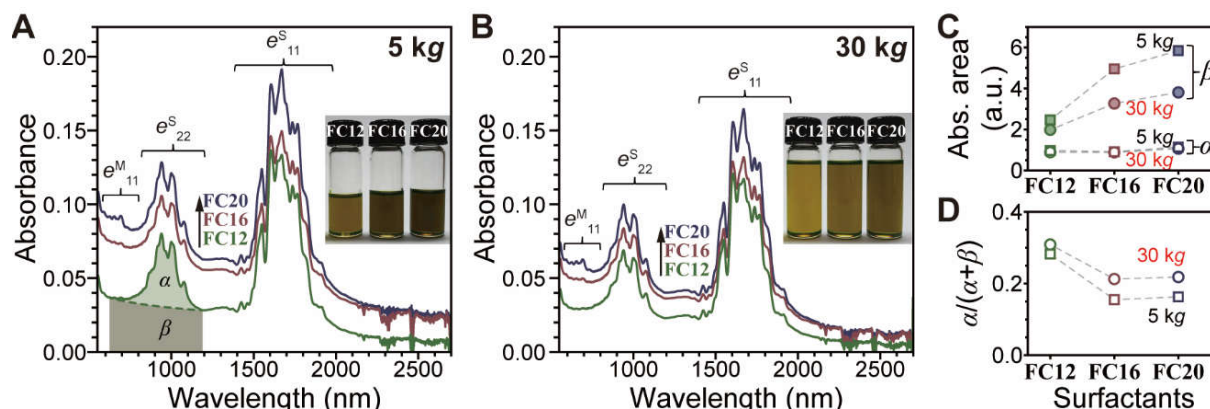 A
5 kg
0.20
0.15
0.10
0.05
0.00
Absorbance
e^S_11
e^S_22
e^M_11
FC20
FC16
FC12
α
β
FC12 FC16 FC20
1000 1500 2000 2500
Wavelength (nm)
B
30 kg
0.20
0.15
0.10
0.05
0.00
Absorbance
e^S_11
e^S_22
e^M_11
FC20
FC16
FC12
FC12 FC16 FC20
1000 1500 2000 2500
Wavelength (nm)
C
Abs. area
(a.u.)
6
4
2
0
5 kg
β
30 kg
5 kg
α
30 kg
FC12 FC16 FC20
D
α/(α+β)
0.4
0.2
0.0
30 kg
5 kg
FC12 FC16 FC20
Surfactants